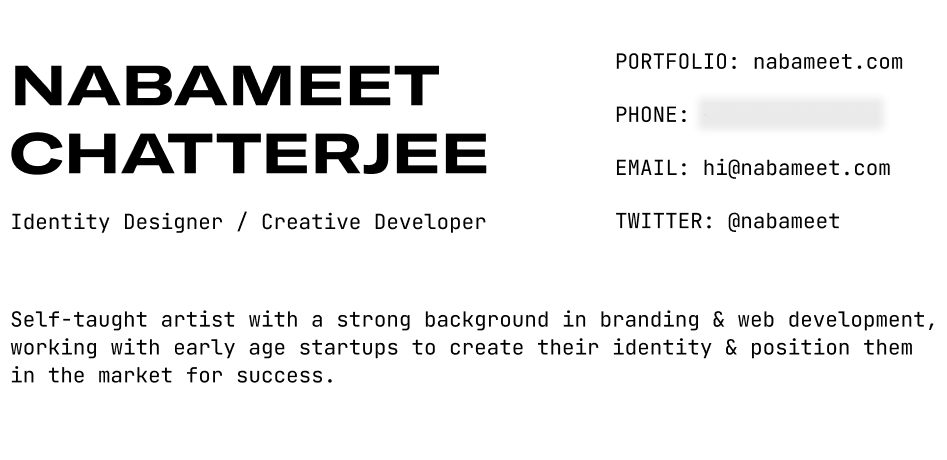 NABAMEET
CHATTERJEE
Identity Designer / Creative Developer
PORTFOLIO: nabameet.com
PHONE:
EMAIL: hi@nabameet.com
TWITTER: @nabameet
Self-taught artist with a strong background in branding & web development,
working with early age startups to create their identity & position them
in the market for success.